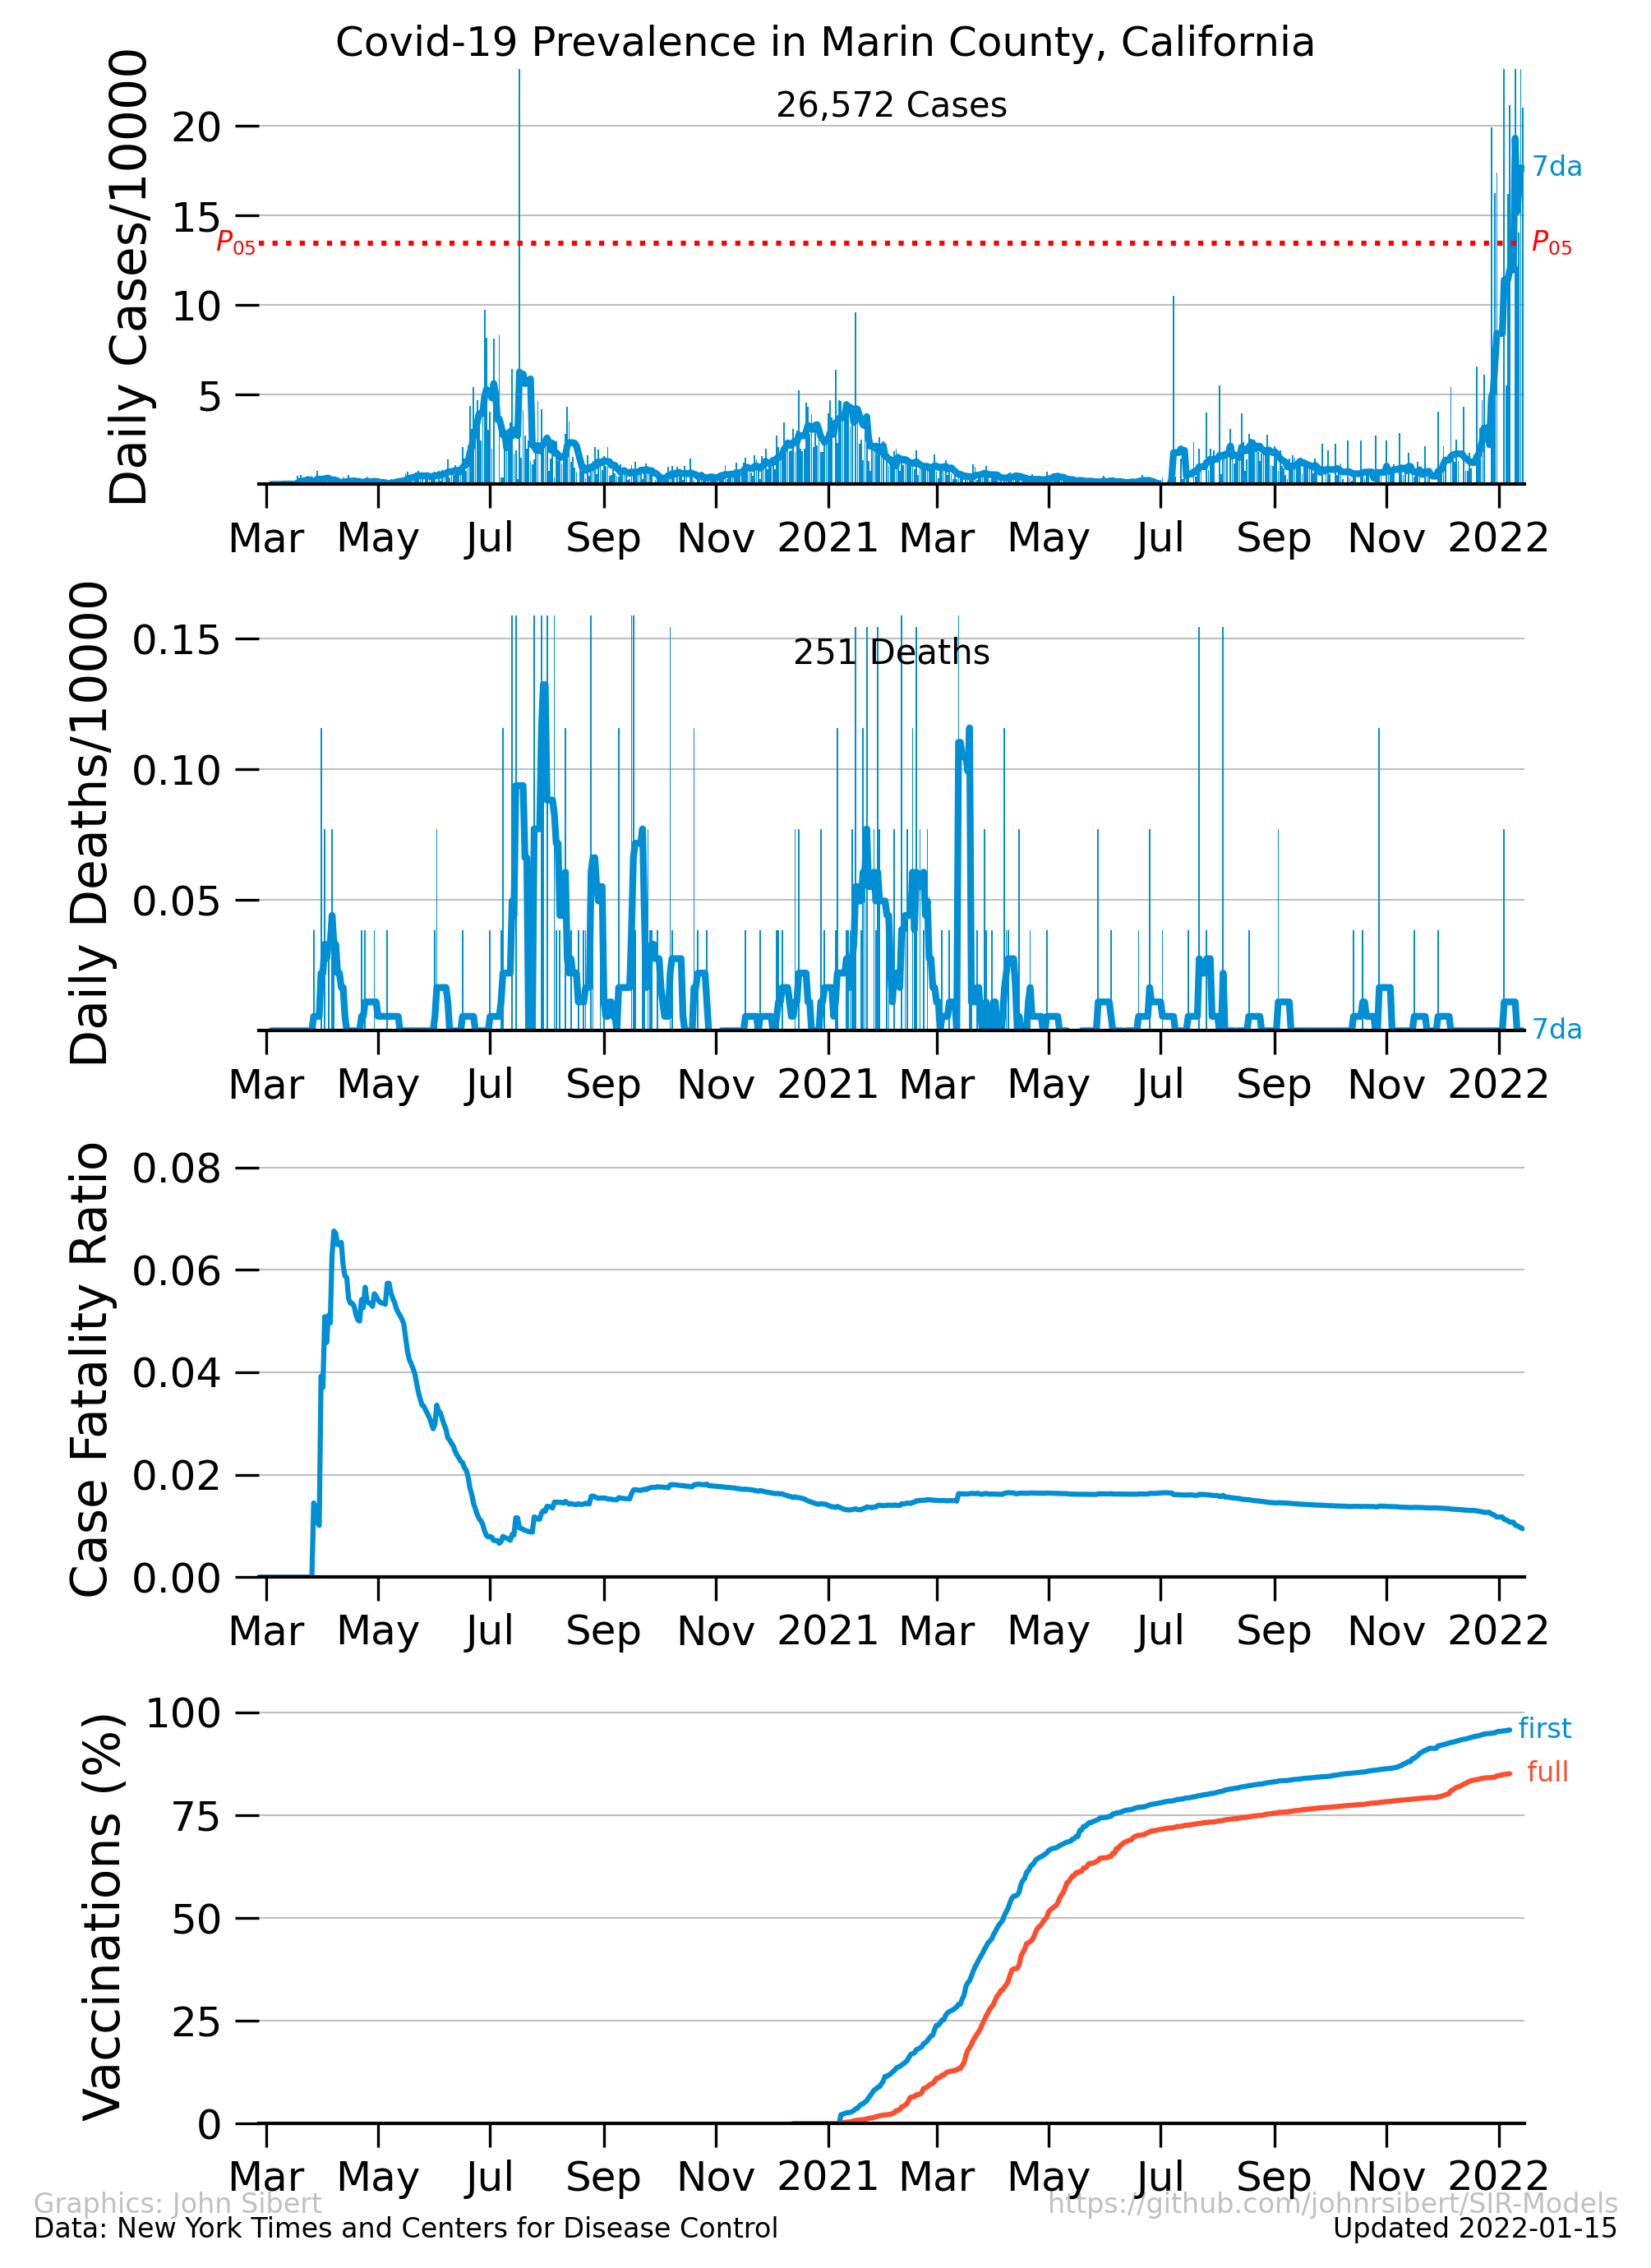 Covid-19 Prevalence in Marin County, California
26,572 Cases
Daily Cases/10000
20
15
10
5
P05
P05
7da
Mar May Jul Sep Nov 2021 Mar May Jul Sep Nov 2022
251 Deaths
Daily Deaths/10000
0.15
0.10
0.05
7da
Mar May Jul Sep Nov 2021 Mar May Jul Sep Nov 2022
Case Fatality Ratio
0.08
0.06
0.04
0.02
0.00
Mar May Jul Sep Nov 2021 Mar May Jul Sep Nov 2022
Vaccinations (%)
100
75
50
25
0
first
full
Mar May Jul Sep Nov 2021 Mar May Jul Sep Nov 2022
Graphics: John Sibert
https://github.com/johnrsibert/SIR-Models
Data: New York Times and Centers for Disease Control
Updated 2022-01-15